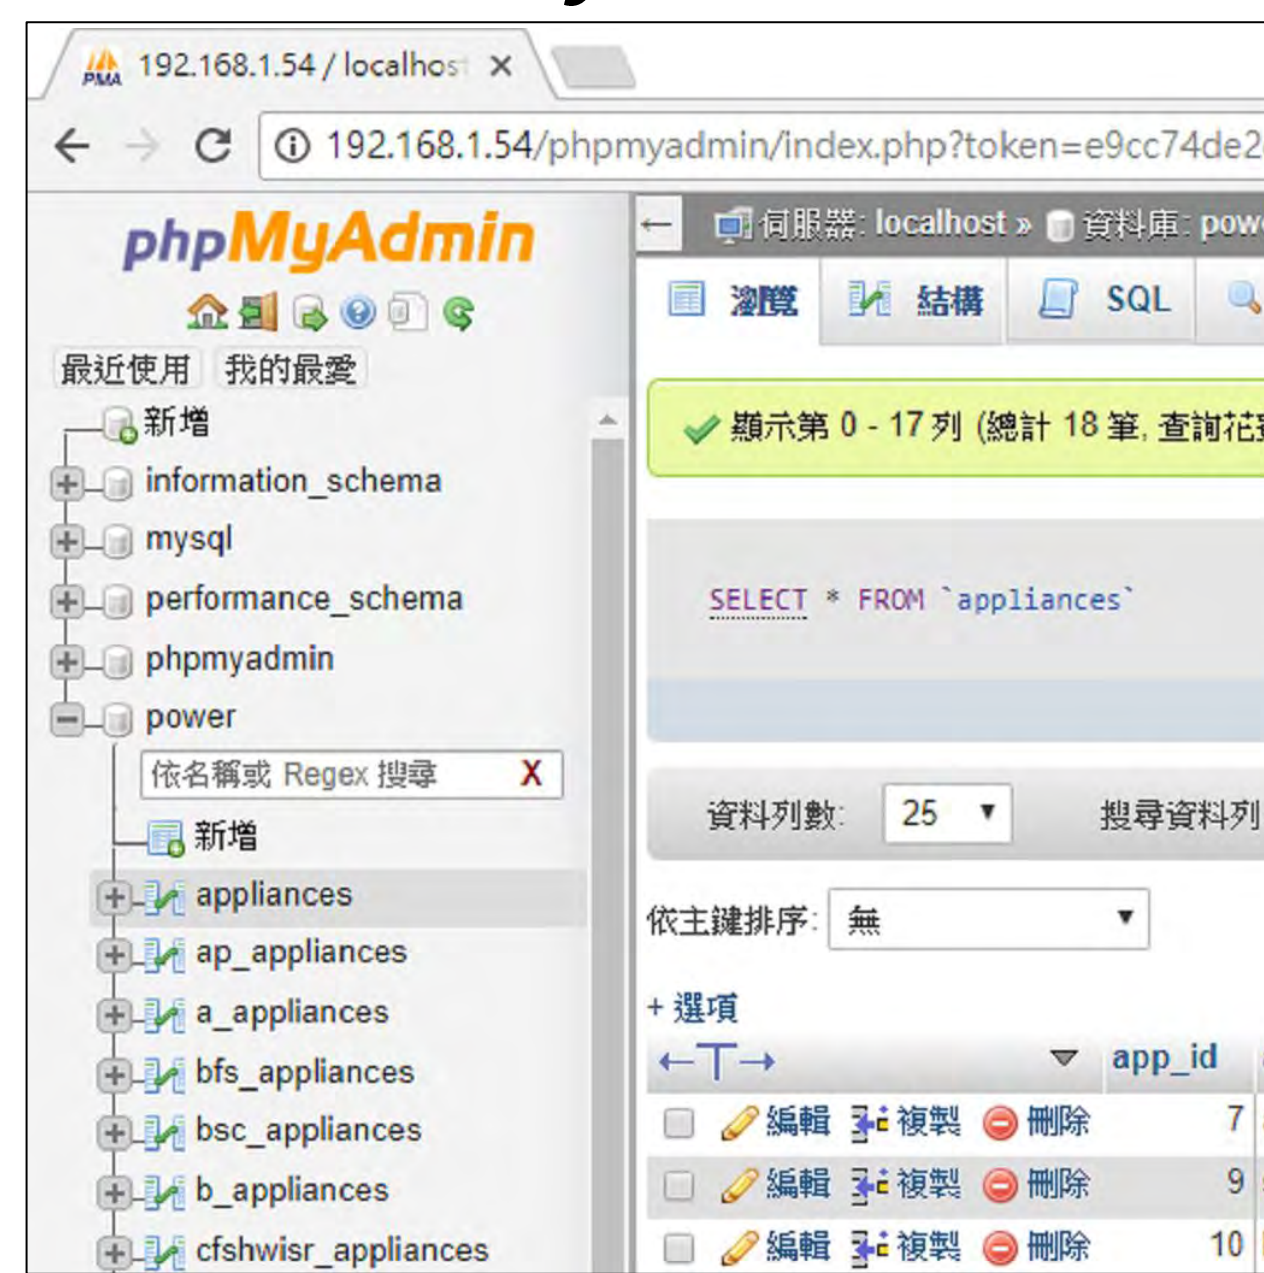 192.168.1.54 / localhos
192.168.1.54/phpmyadmin/index.php?token=e9cc74de2
phpMyAdmin
最近使用 我的最愛
新增
information_schema
mysql
performance_schema
phpmyadmin
power
依名稱或 Regex 搜尋 X
新增
appliances
ap_appliances
a_appliances
bfs_appliances
bsc_appliances
b_appliances
cfshwisr_appliances
伺服器: localhost » 資料庫: pow
瀏覽 結構 SQL
顯示第 0 - 17 列 (總計 18 筆, 查詢花
SELECT * FROM `appliances`
資料列數: 25 搜尋資料列
依主鍵排序: 無
+ 選項
←T→ app_id
編輯 複製 刪除 7
編輯 複製 刪除 9
編輯 複製 刪除 10